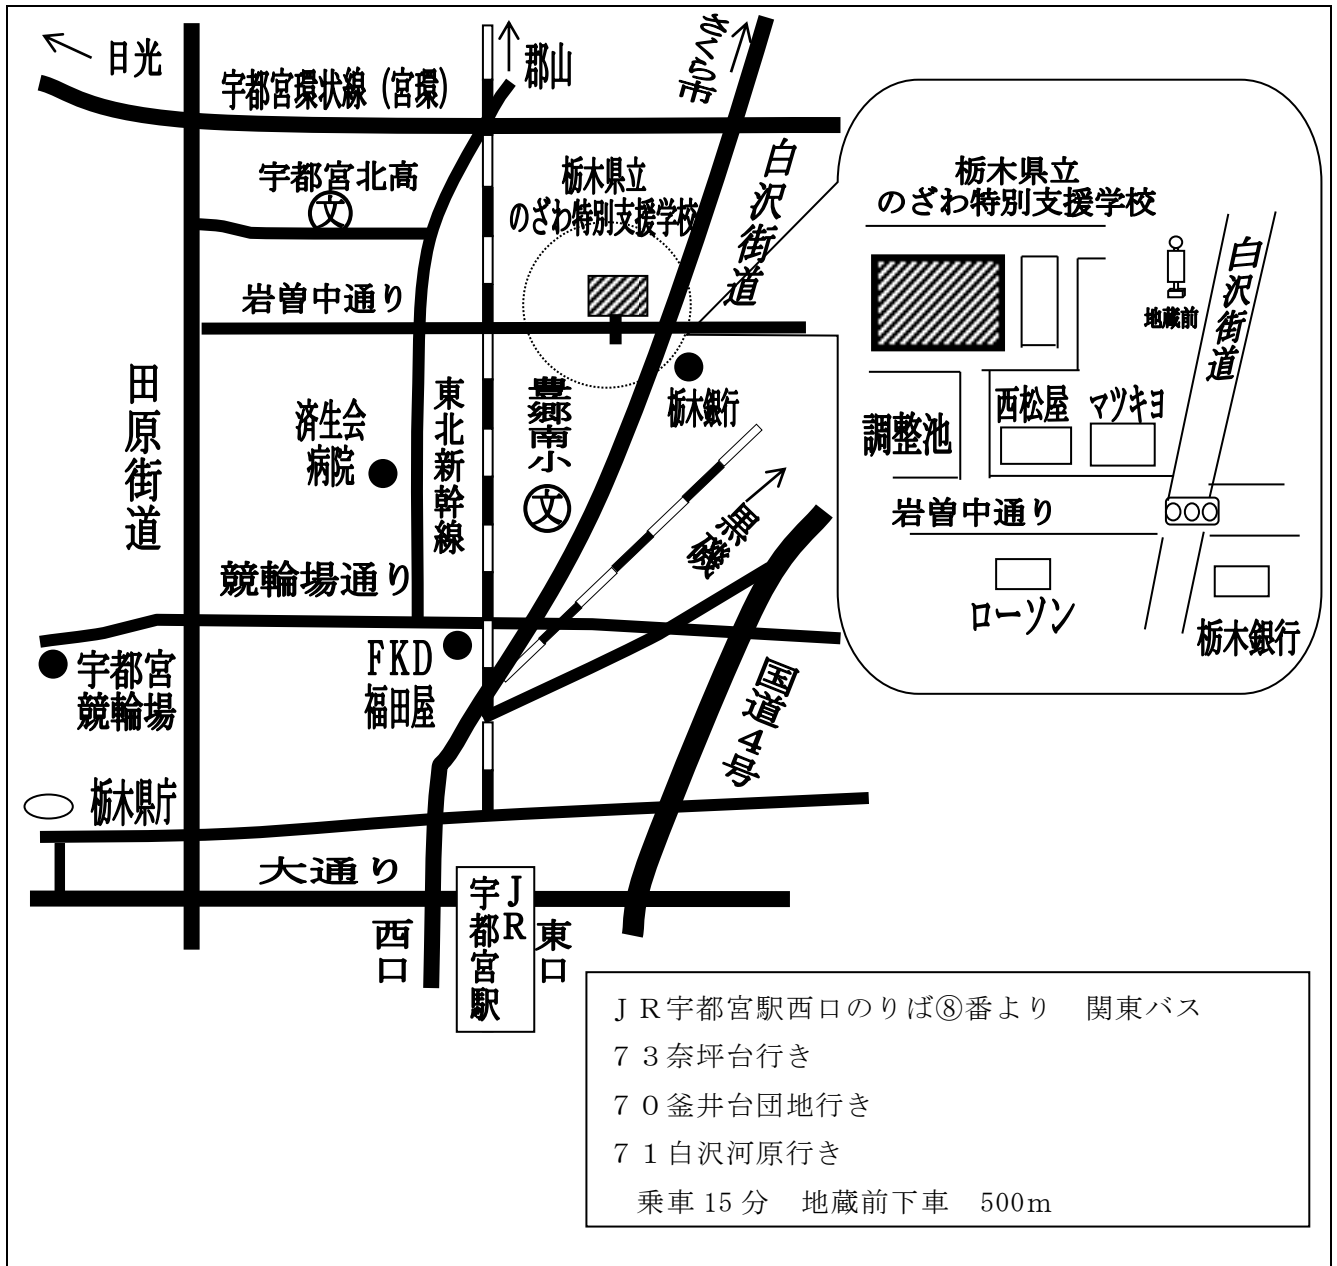 日光
宇都宮環状線（宮環）
郡山
さくら市
宇都宮北高
文
栃木県立
のざわ特別支援学校
白沢街道
岩曽中通り
田原街道
済生会
病院
東北新幹線
豊郷南小
文
栃木銀行
黒磯
競輪場通り
宇都宮
競輪場
FKD
福田屋
国道4号
栃木県庁
大通り
西口
JR
宇都宮駅
東口
栃木県立
のざわ特別支援学校
地蔵前
白沢街道
調整池
西松屋
マツキヨ
岩曽中通り
ローソン
栃木銀行
ＪＲ宇都宮駅西口のりば⑧番より　関東バス
７３奈坪台行き
７０釜井台団地行き
７１白沢河原行き
乗車 15 分　地蔵前下車　500m